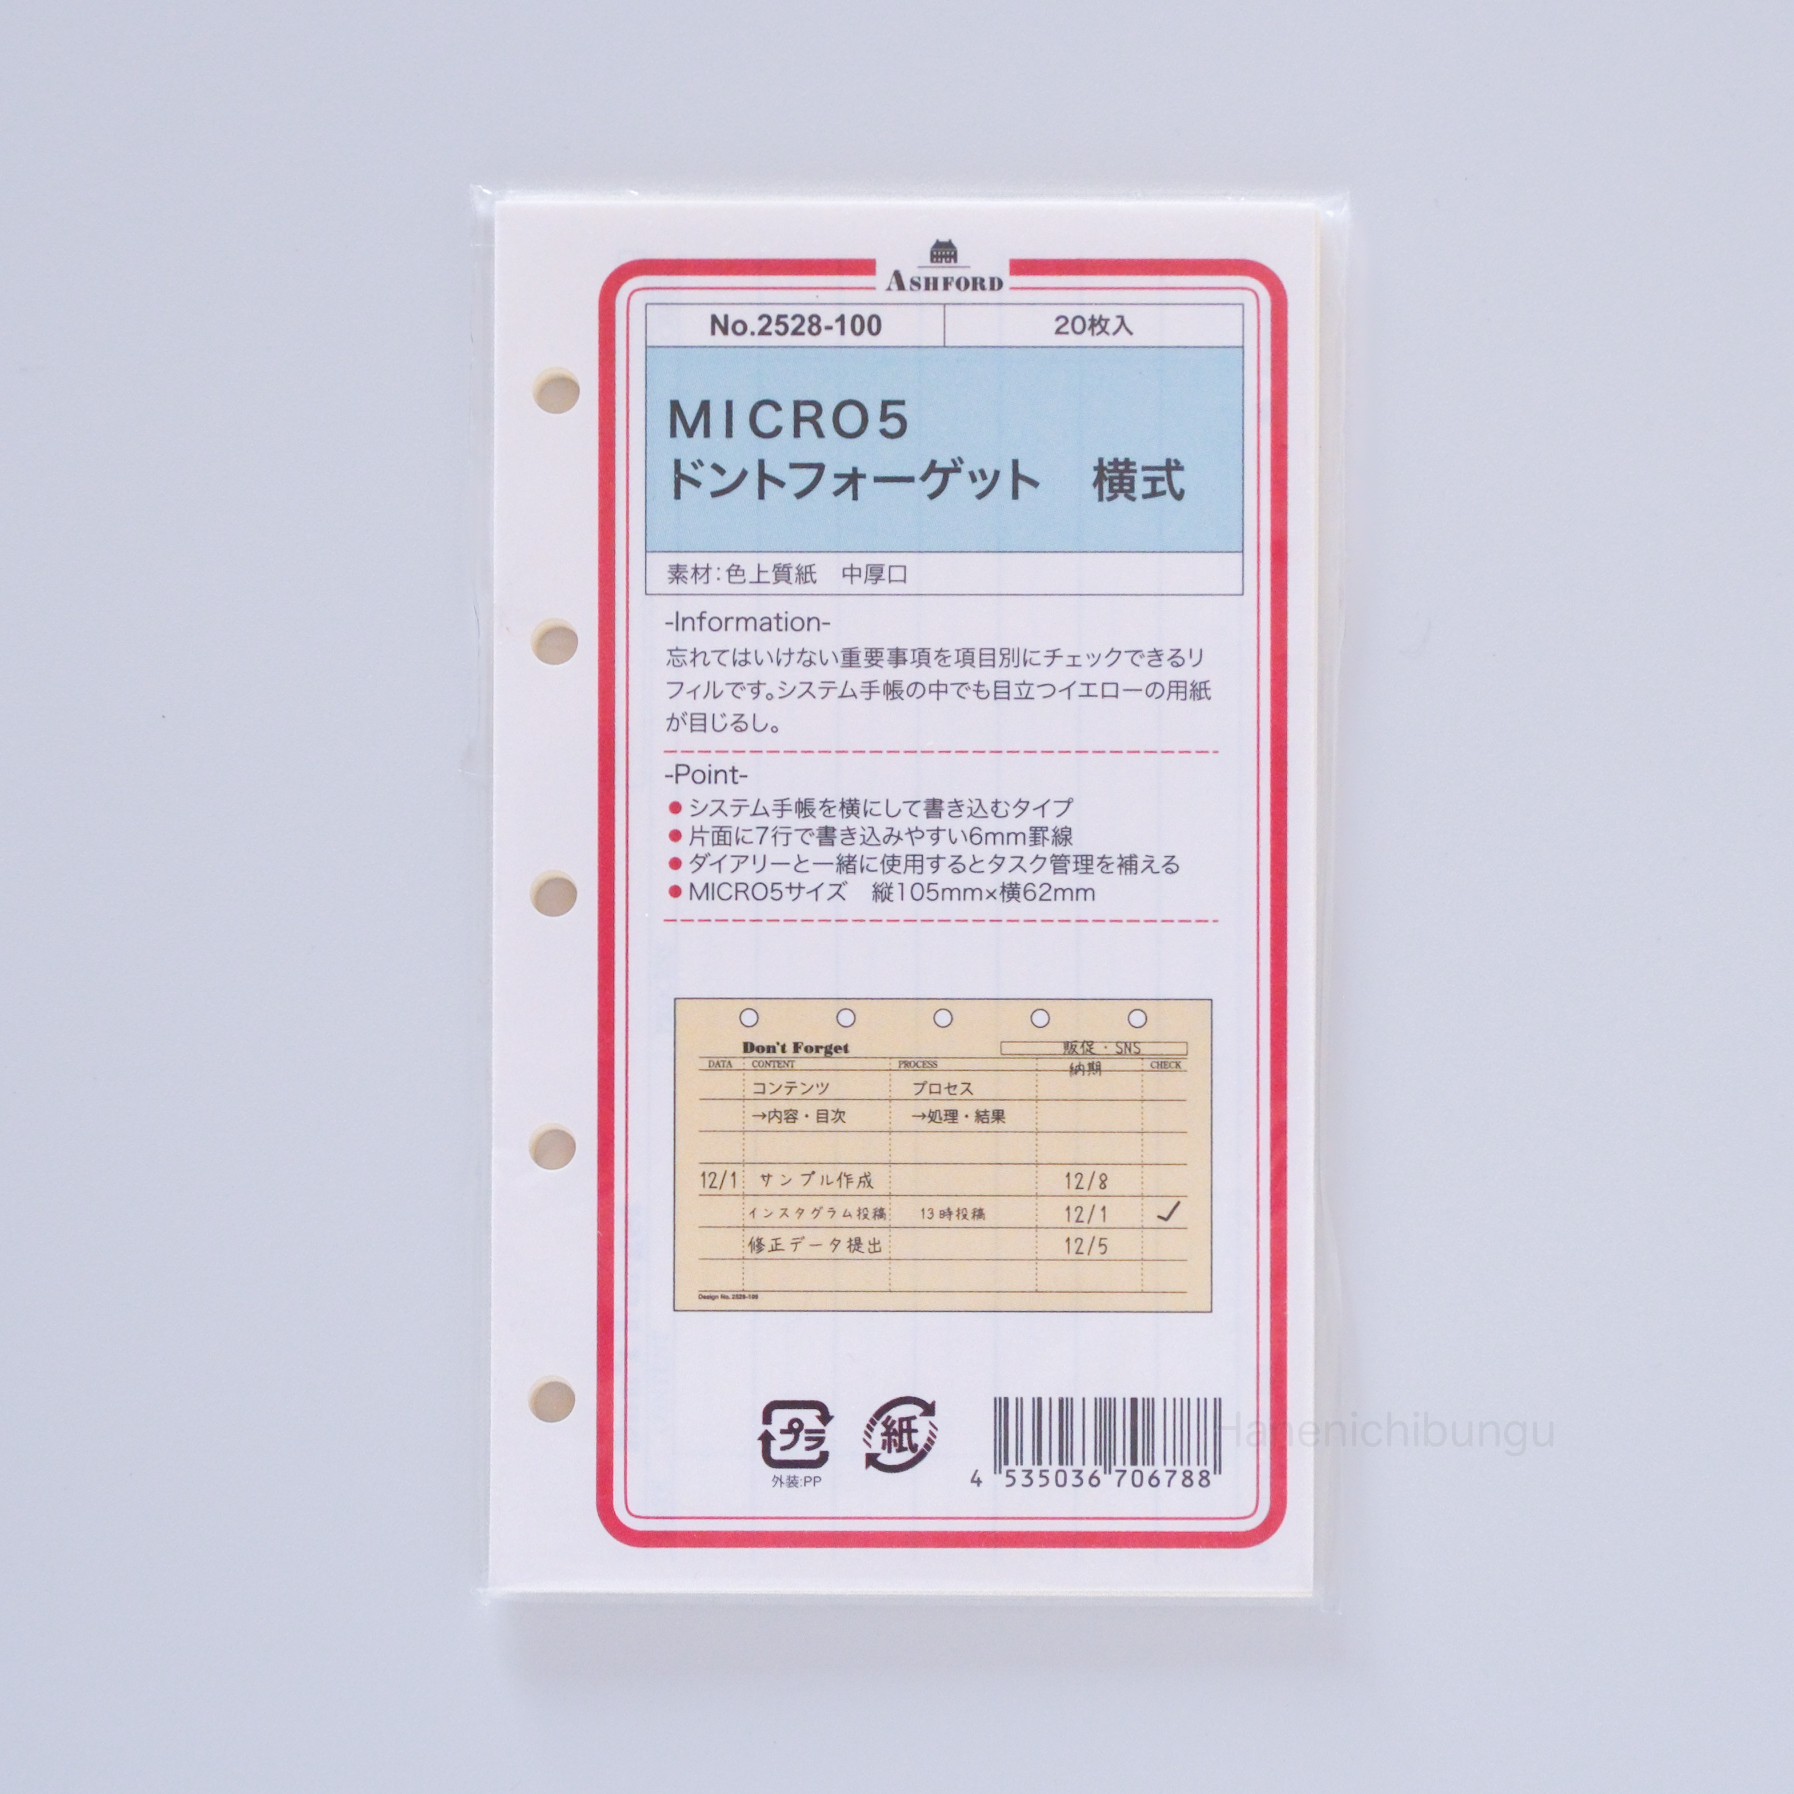 ASHFORD
No.2528-100 20枚入
MICRO5
ドントフォーゲット 横式
素材:色上質紙 中厚口
-Information-
忘れてはいけない重要事項を項目別にチェックできるリ
フィルです。システム手帳の中でも目立つイエローの用紙
が目じるし。
-Point-
● システム手帳を横にして書き込むタイプ
● 片面に7行で書き込みやすい6mm罫線
● ダイアリーと一緒に使用するとタスク管理を補える
● MICRO5サイズ 縦105mm×横62mm
Don't Forget 販促・SNS
DATA CONTENT PROCESS 納期 CHECK
コンテンツ プロセス
→内容・目次 →処理・結果
12/1 サンプル作成 12/8
インスタグラム投稿 13時投稿 12/1 ✓
修正データ提出 12/5
Design No. 2528-100
プラ 紙
外装:PP
4 535036 706788
Hanenichibungu